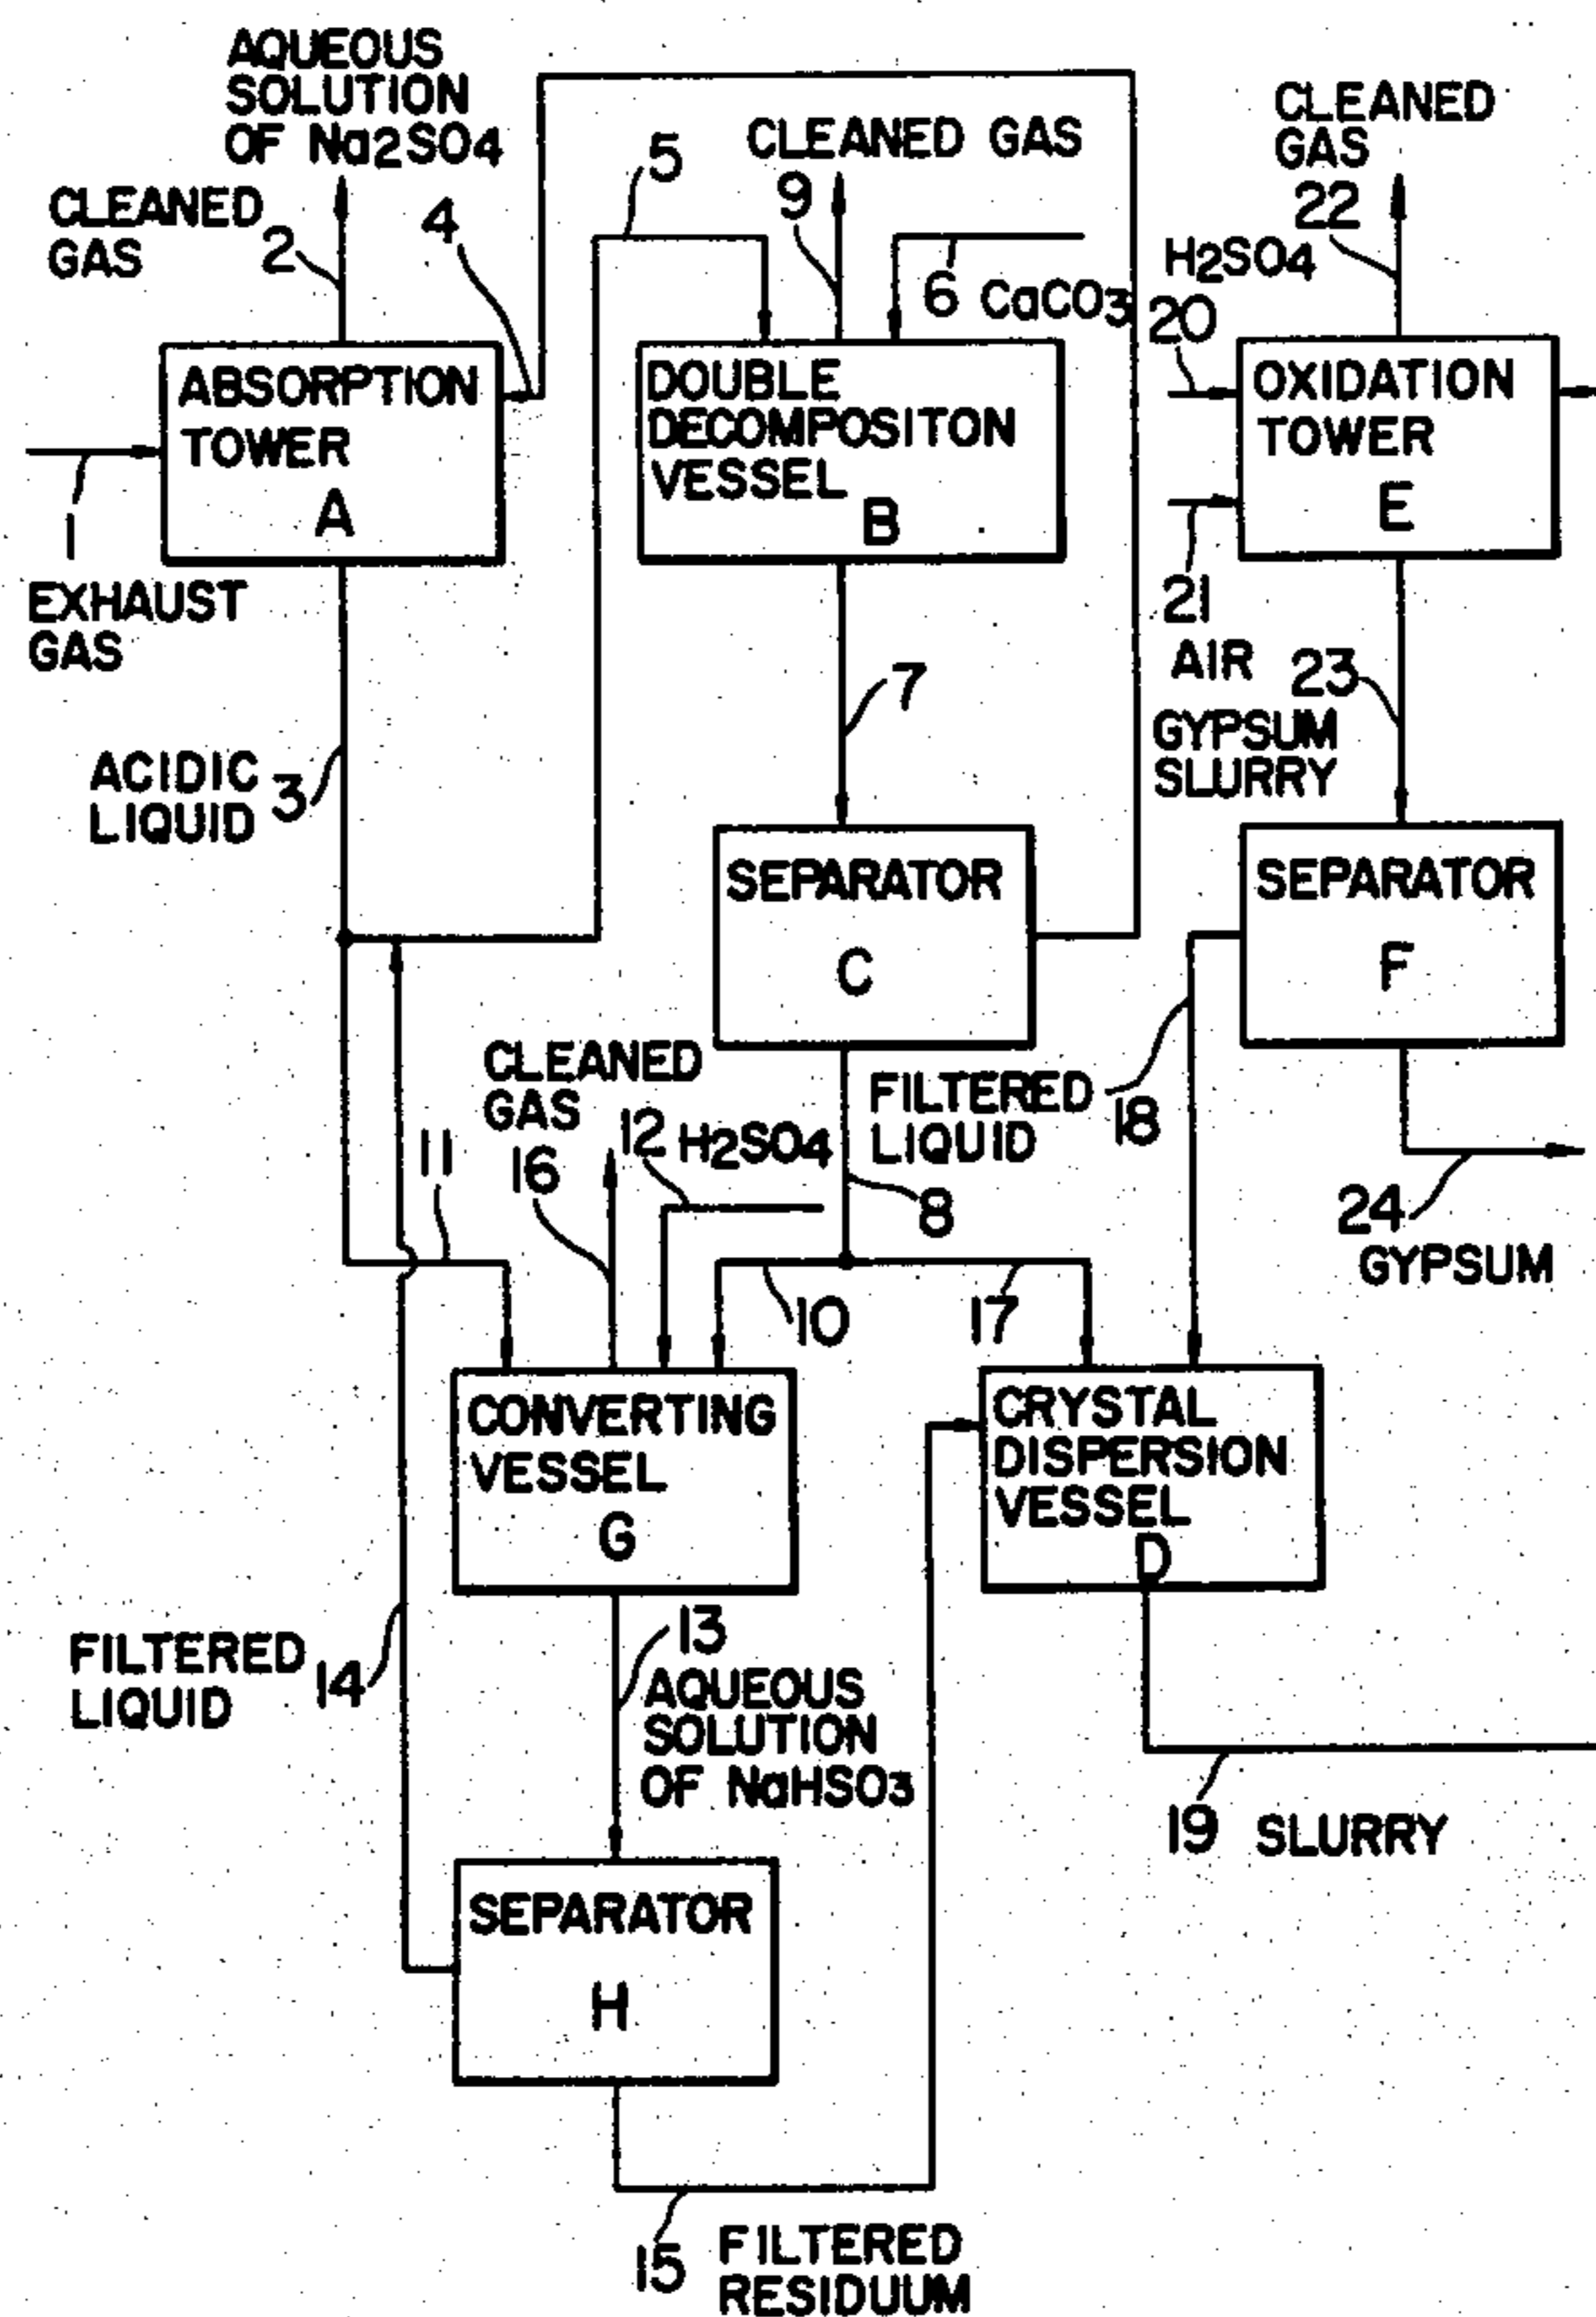 AQUEOUS
SOLUTION
OF Na2SO4
CLEANED
GAS
2
4
5
CLEANED GAS
9
6 CaCO3
CLEANED
GAS
22
H2SO4
20
ABSORPTION
TOWER
A
1
EXHAUST
GAS
DOUBLE
DECOMPOSITON
VESSEL
B
OXIDATION
TOWER
E
21
AIR
23
GYPSUM
SLURRY
7
ACIDIC
LIQUID
3
SEPARATOR
C
SEPARATOR
F
CLEANED
GAS
16
12 H2SO4
FILTERED
LIQUID
8
18
11
10
17
24
GYPSUM
CONVERTING
VESSEL
G
CRYSTAL
DISPERSION
VESSEL
D
13
AQUEOUS
SOLUTION
OF NaHSO3
FILTERED
LIQUID
14
19 SLURRY
SEPARATOR
H
15
FILTERED
RESIDUUM